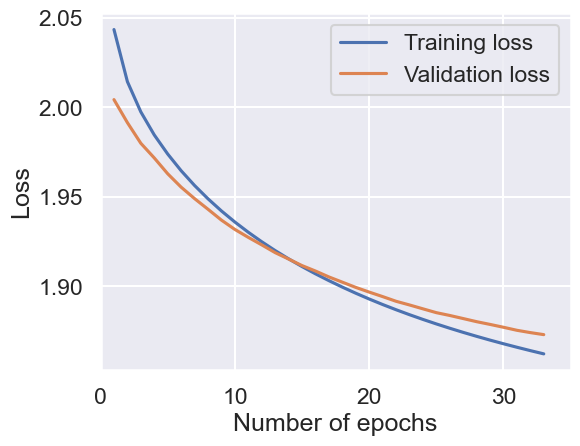 2.05
2.00
1.95
1.90
Loss
Training loss
Validation loss
0
10
20
30
Number of epochs